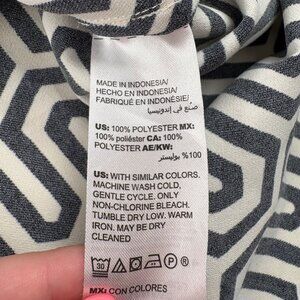 MADE IN INDONESIA/
HECHO EN INDONESIA/
FABRIQUÉ EN INDONÉSIE/
صنع في إندونيسيا
US: 100% POLYESTER MX:
100% poliéster CA: 100%
POLYESTER AE/KW:
100% بوليستر
US: WITH SIMILAR COLORS.
MACHINE WASH COLD,
GENTLE CYCLE. ONLY
NON-CHLORINE BLEACH.
TUMBLE DRY LOW. WARM
IRON. MAY BE DRY
CLEANED
30 P
MX: CON COLORES